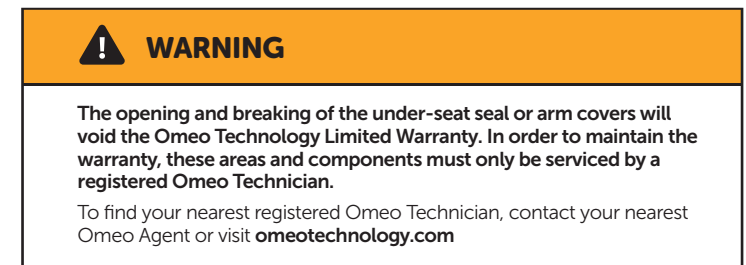 WARNING
The opening and breaking of the under-seat seal or arm covers will
void the Omeo Technology Limited Warranty. In order to maintain the
warranty, these areas and components must only be serviced by a
registered Omeo Technician.
To find your nearest registered Omeo Technician, contact your nearest
Omeo Agent or visit omeotechnology.com